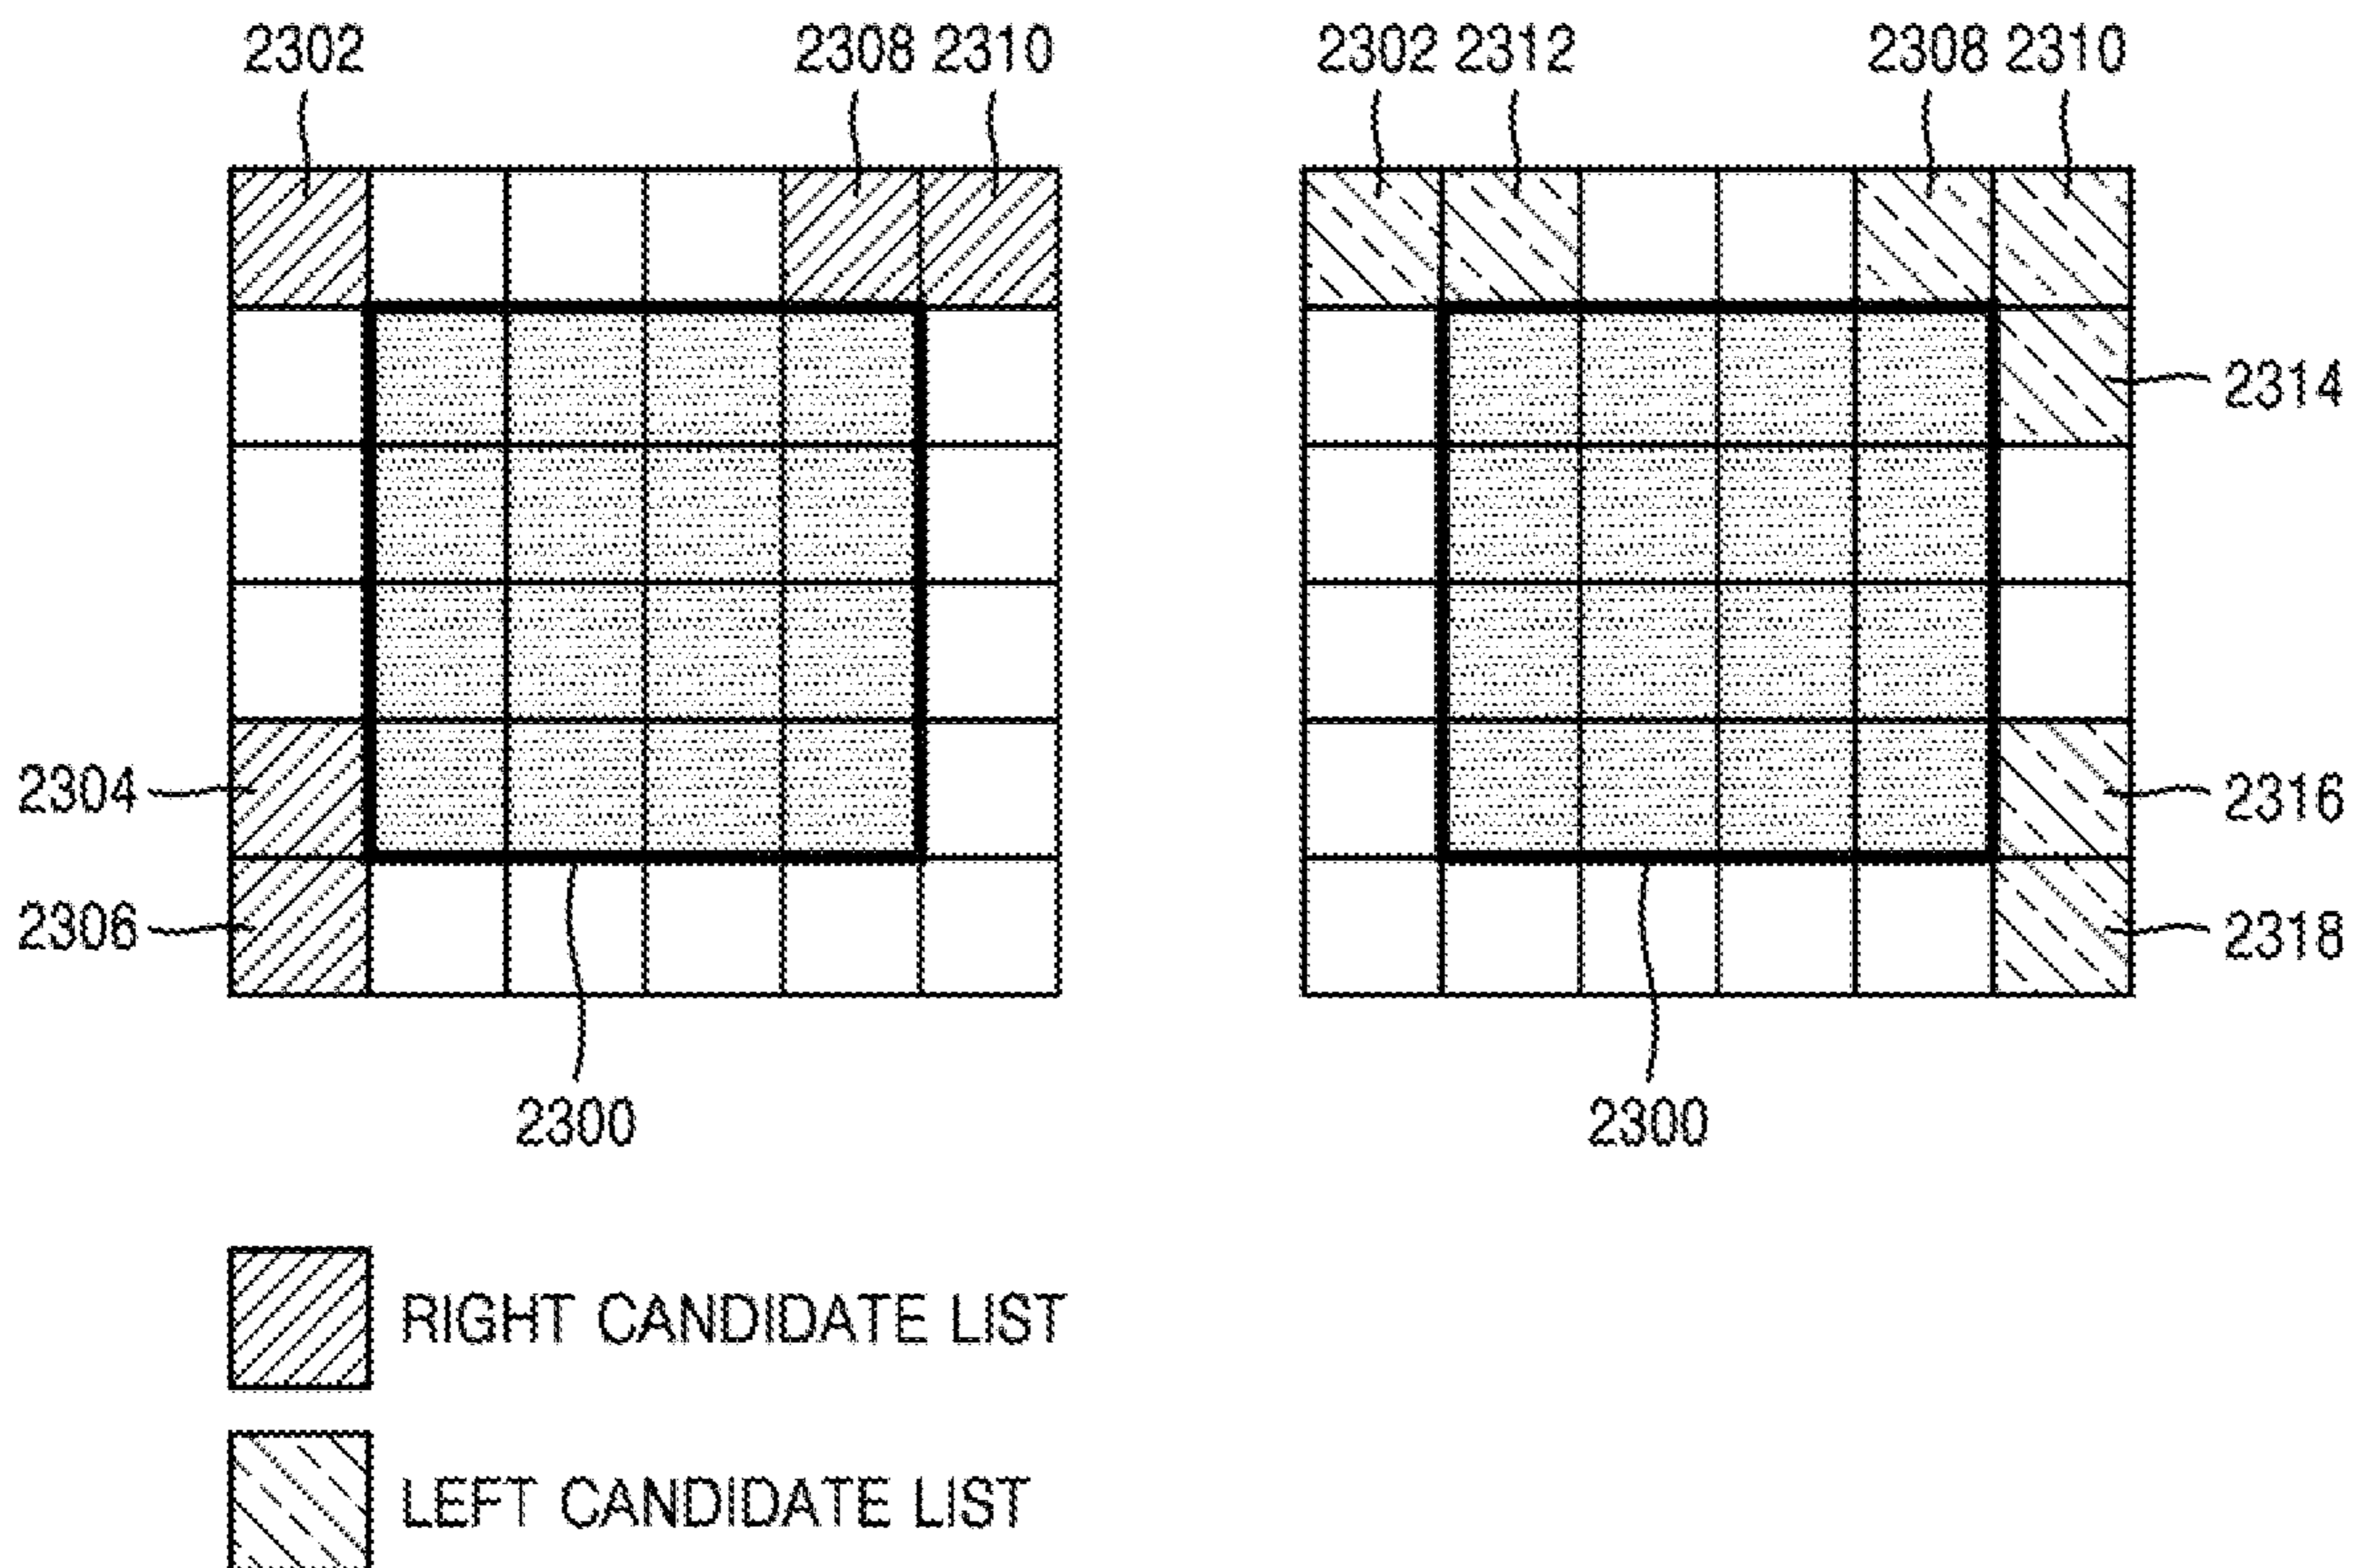 2302 2308 2310 2302 2312 2308 2310
2314
2304 2316
2306 2318
2300 2300
RIGHT CANDIDATE LIST
LEFT CANDIDATE LIST